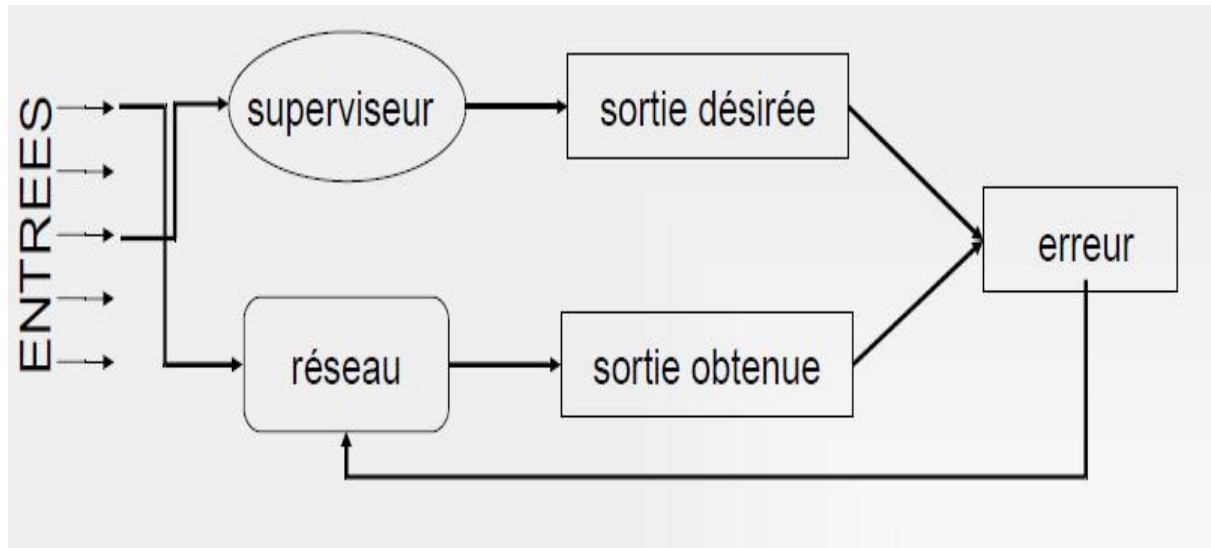 ENTREES
superviseur
sortie désirée
erreur
réseau
sortie obtenue